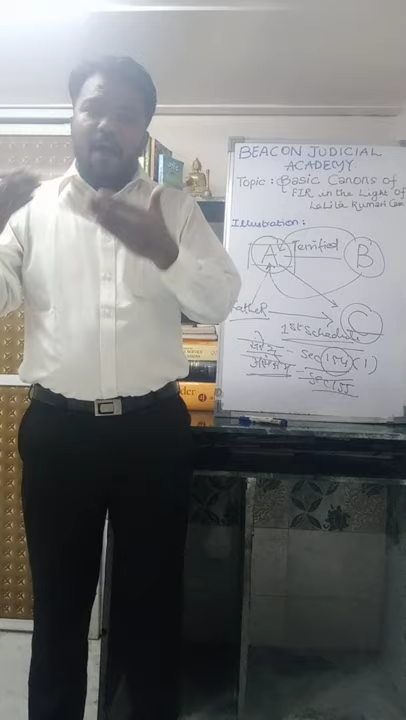 BEACON JUDICIAL
ACADEMY
Topic: Basic Canons of
FIR in the Light of
Lalita Kumari Case
Illustration:
A Terrified B
C
1st Schedule
Sec 154 (1)
Sec 155